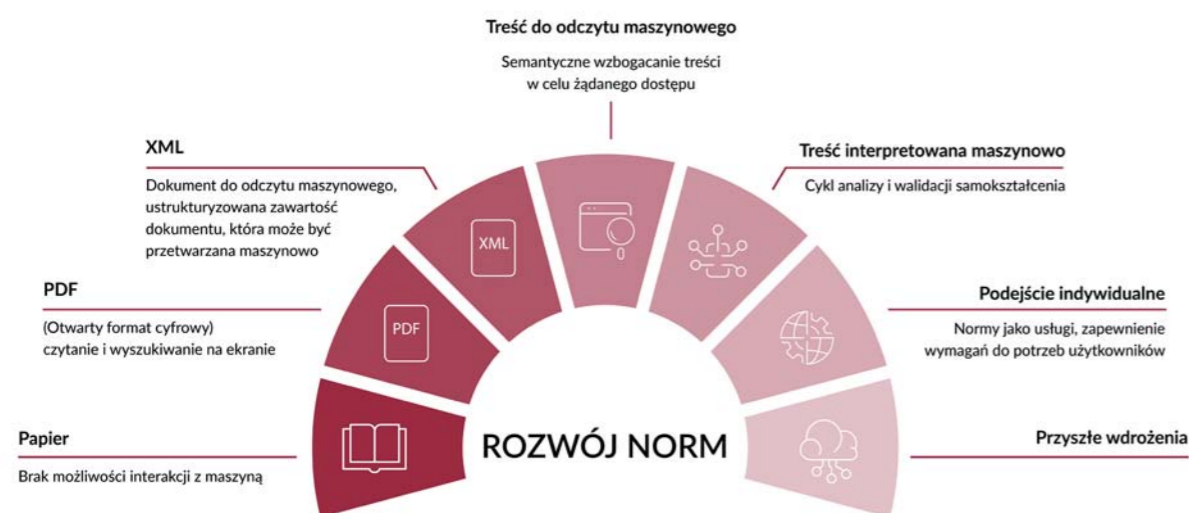 Treść do odczytu maszynowego
Semantyczne wzbogacanie treści
w celu żądanego dostępu
XML
Dokument do odczytu maszynowego,
ustrukturyzowana zawartość
dokumentu, która może być
przetwarzana maszynowo
Treść interpretowana maszynowo
Cykl analizy i walidacji samokształcenia
XML
PDF
(Otwarty format cyfrowy)
czytanie i wyszukiwanie na ekranie
PDF
Podejście indywidualne
Normy jako usługi, zapewnienie
wymagań do potrzeb użytkowników
Papier
Brak możliwości interakcji z maszyną
ROZWÓJ NORM
Przyszłe wdrożenia